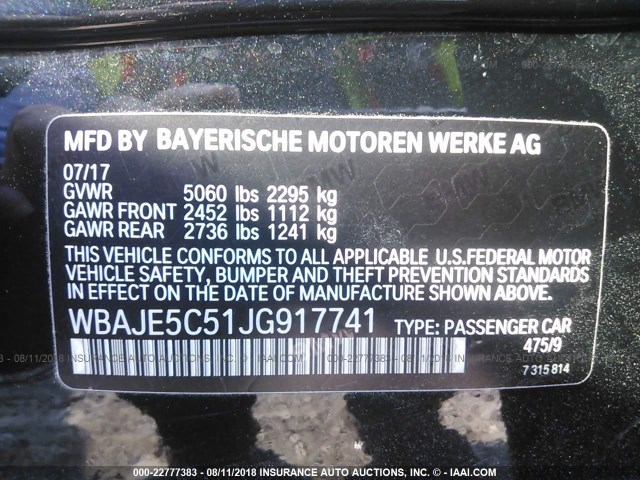 MFD BY BAYERISCHE MOTOREN WERKE AG
07/17
GVWR 5060 lbs 2295 kg
GAWR FRONT 2452 lbs 1112 kg
GAWR REAR 2736 lbs 1241 kg
THIS VEHICLE CONFORMS TO ALL APPLICABLE U.S.FEDERAL MOTOR
VEHICLE SAFETY, BUMPER AND THEFT PREVENTION STANDARDS
IN EFFECT ON THE DATE OF MANUFACTURE SHOWN ABOVE.
WBAJE5C51JG917741 TYPE: PASSENGER CAR
475/9
7 315 814
000-22777383 - 08/11/2018 INSURANCE AUTO AUCTIONS, INC. - © IAAI.COM